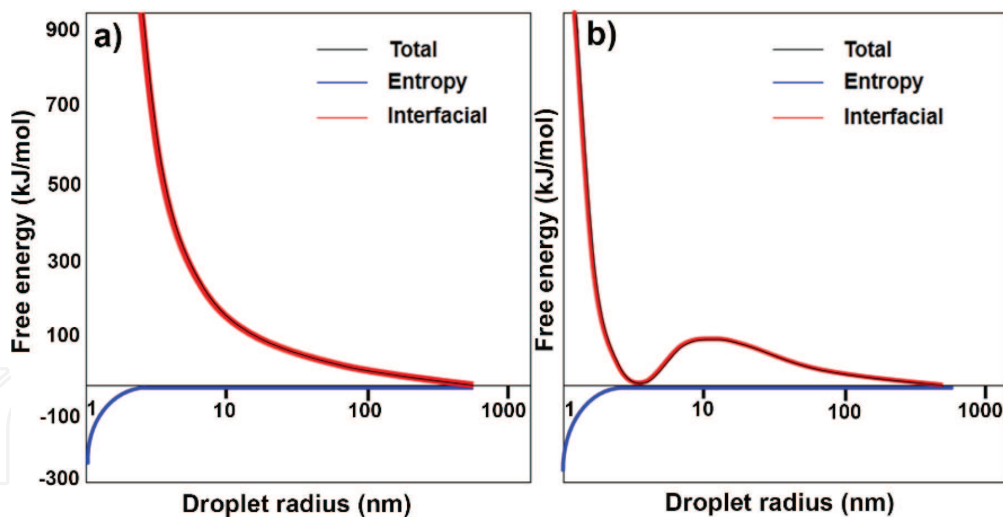 a)
Total
Entropy
Interfacial
Free energy (kJ/mol)
900
700
500
300
100
-100
-300
1 10 100 1000
Droplet radius (nm)
b)
Total
Entropy
Interfacial
Free energy (kJ/mol)
1 10 100 1000
Droplet radius (nm)